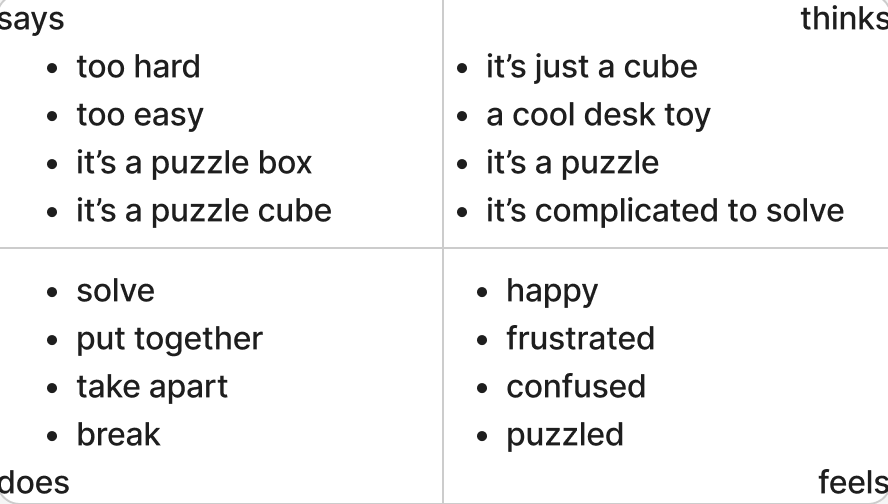 says
too hard
too easy
it’s a puzzle box
it’s a puzzle cube
thinks
it’s just a cube
a cool desk toy
it’s a puzzle
it’s complicated to solve
solve
put together
take apart
break
does
happy
frustrated
confused
puzzled
feels